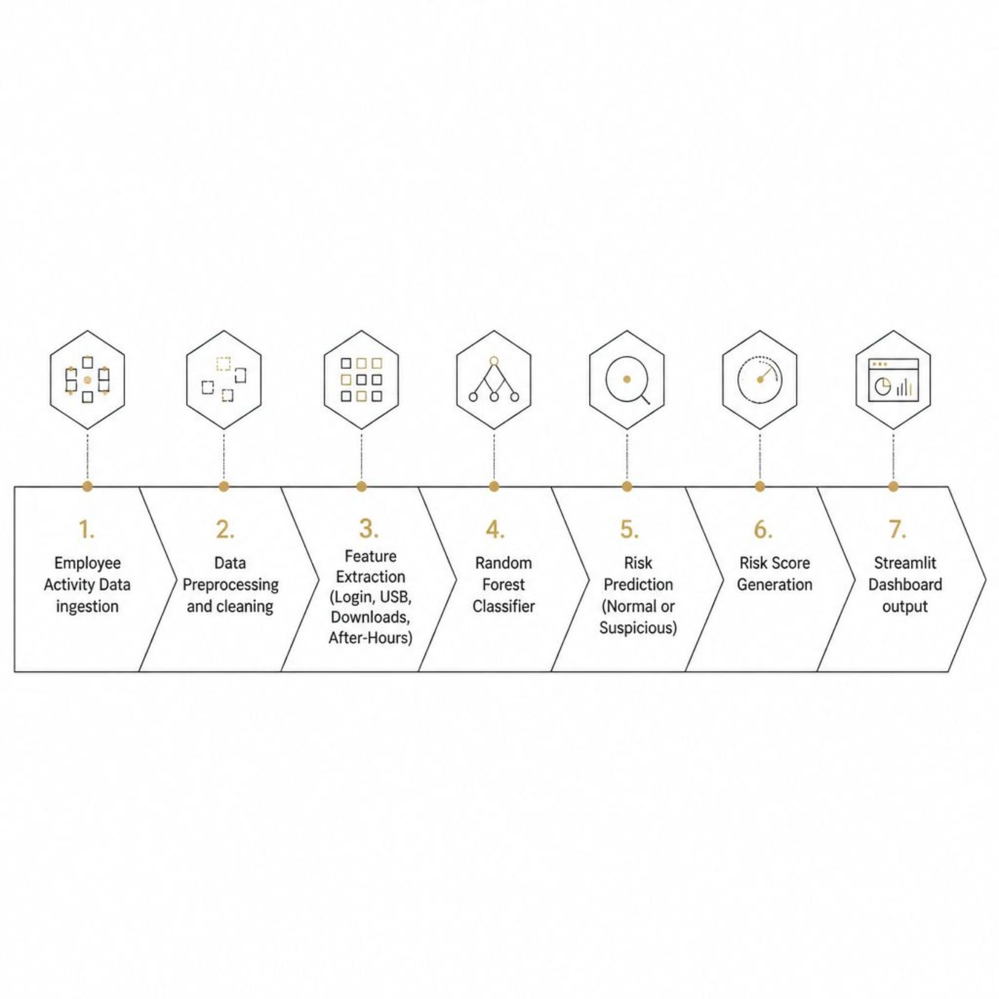 1.
Employee
Activity Data
ingestion
2.
Data
Preprocessing
and cleaning
3.
Feature
Extraction
(Login, USB,
Downloads,
After-Hours)
4.
Random
Forest
Classifier
5.
Risk
Prediction
(Normal or
Suspicious)
6.
Risk Score
Generation
7.
Streamlit
Dashboard
output